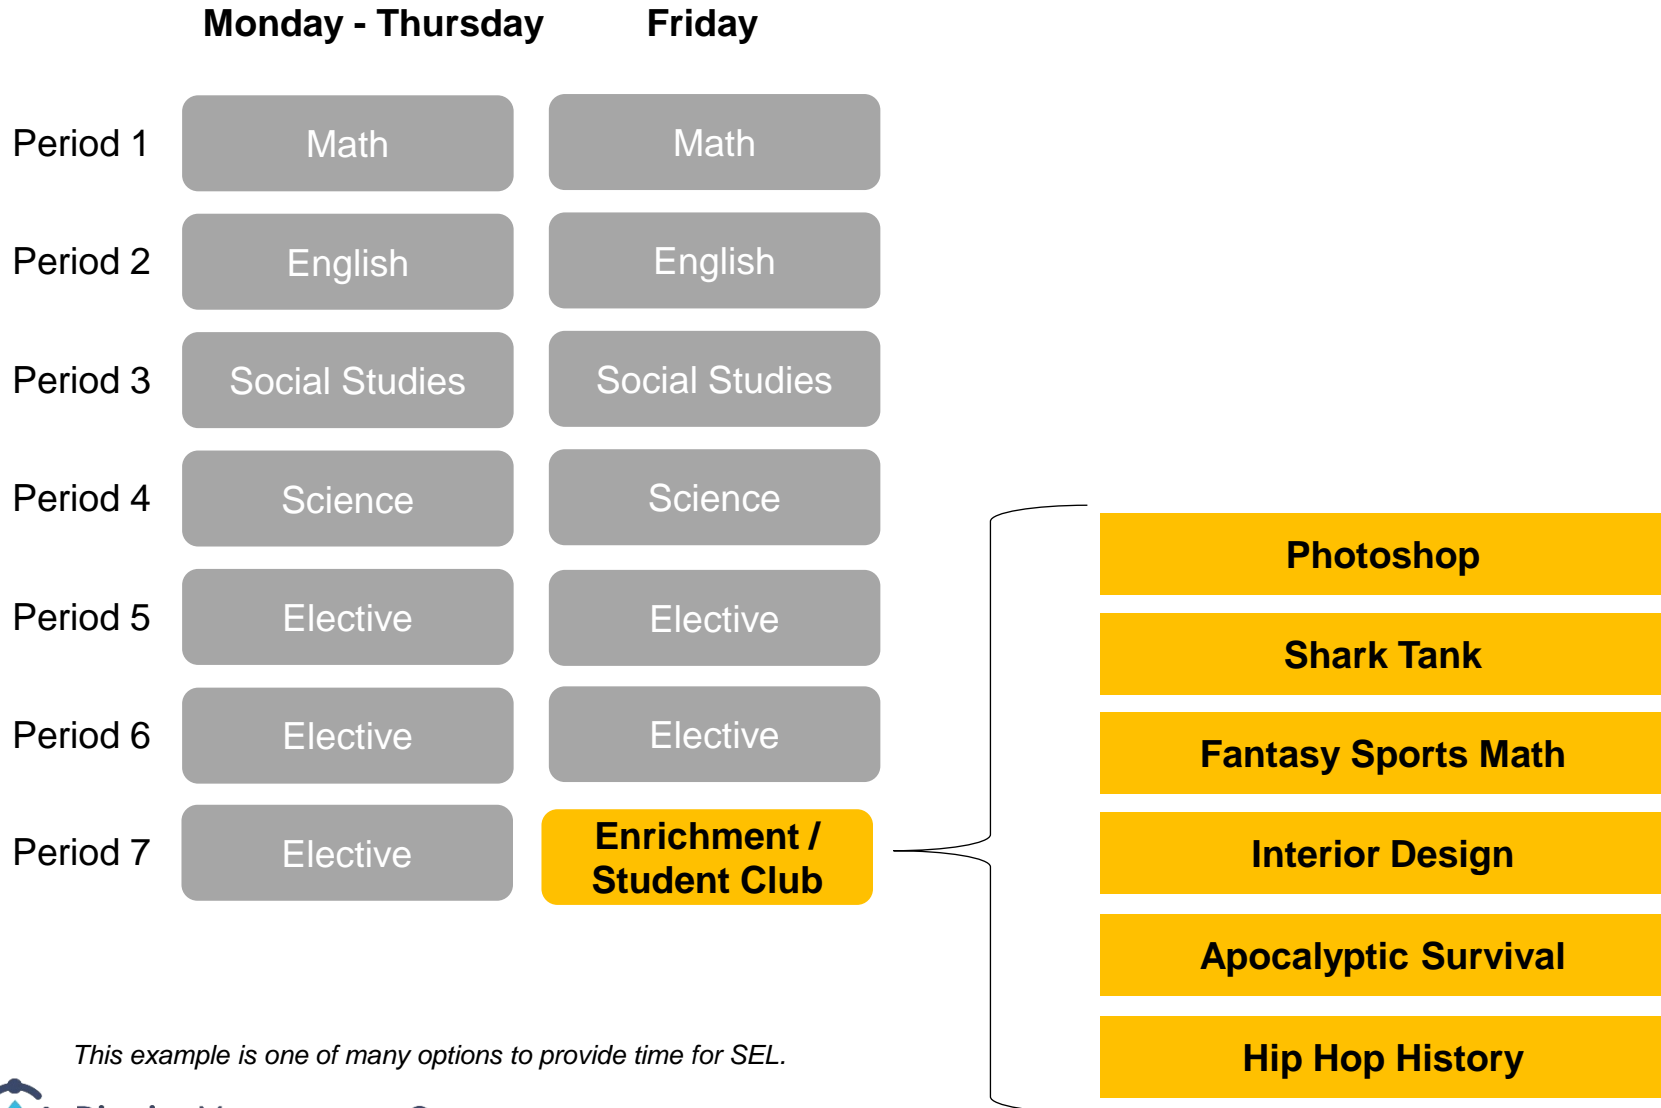 Monday - Thursday Friday
Period 1 Math Math
Period 2 English English
Period 3 Social Studies Social Studies
Period 4 Science Science
Period 5 Elective Elective
Period 6 Elective Elective
Period 7 Elective Enrichment /
Student Club
Photoshop
Shark Tank
Fantasy Sports Math
Interior Design
Apocalyptic Survival
Hip Hop History
This example is one of many options to provide time for SEL.